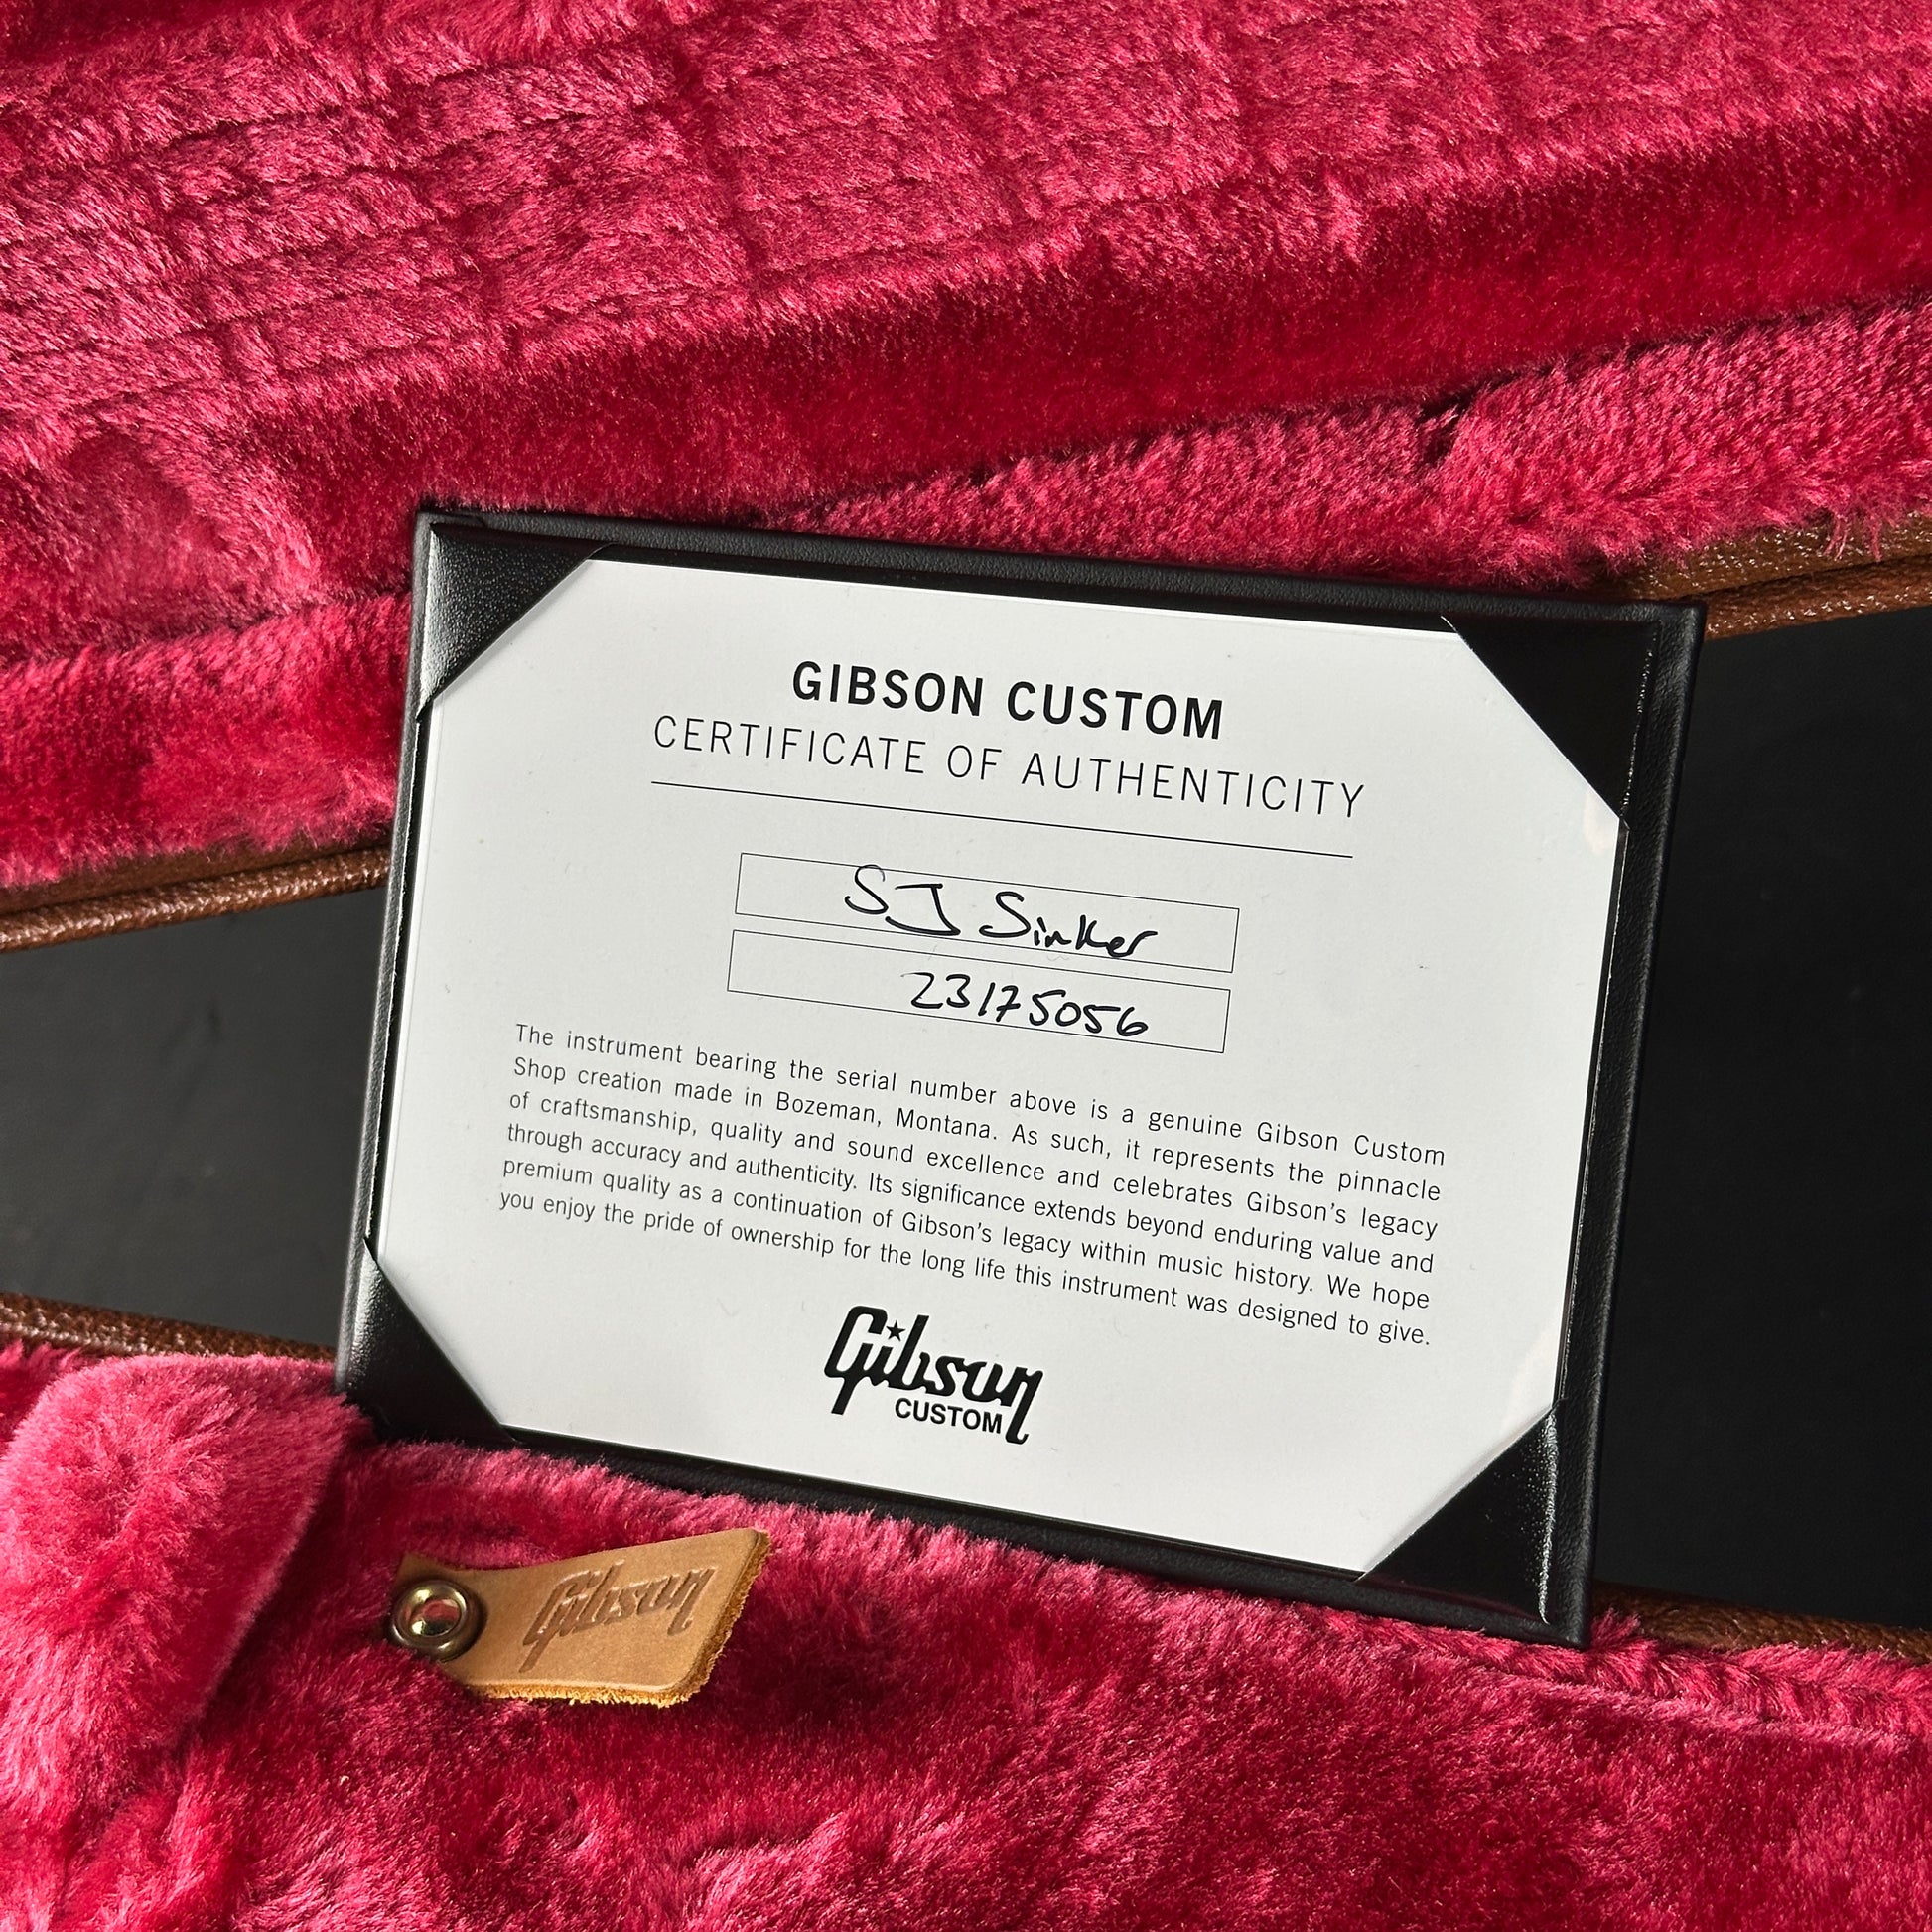 GIBSON CUSTOM
CERTIFICATE OF AUTHENTICITY
SJ Sinker
23175056
The instrument bearing the serial number above is a genuine Gibson Custom
Shop creation made in Bozeman, Montana. As such, it represents the pinnacle
of craftsmanship, quality and sound excellence and celebrates Gibson's legacy
through accuracy and authenticity. Its significance extends beyond enduring value and
premium quality as a continuation of Gibson's legacy within music history. We hope
you enjoy the pride of ownership for the long life this instrument was designed to give.
Gibson
CUSTOM
Gibson